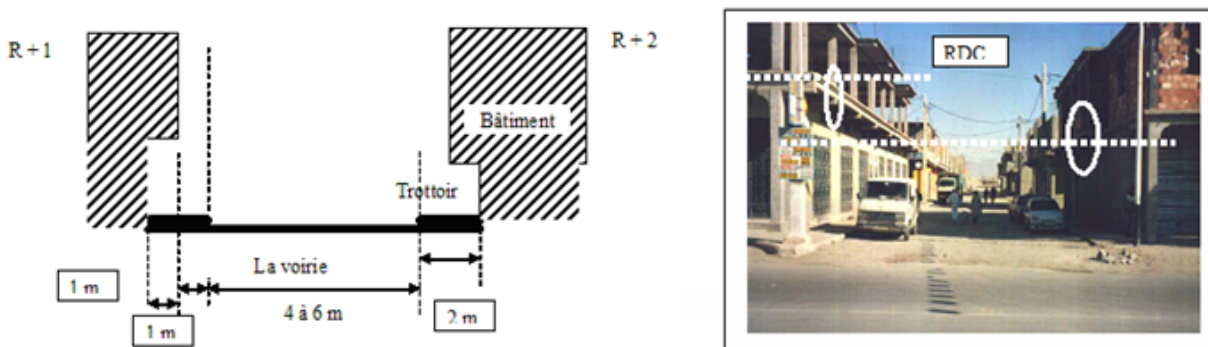 R + 1
R + 2
Bâtiment
Trottoir
La voirie
1 m
1 m
4 à 6 m
2 m
RDC